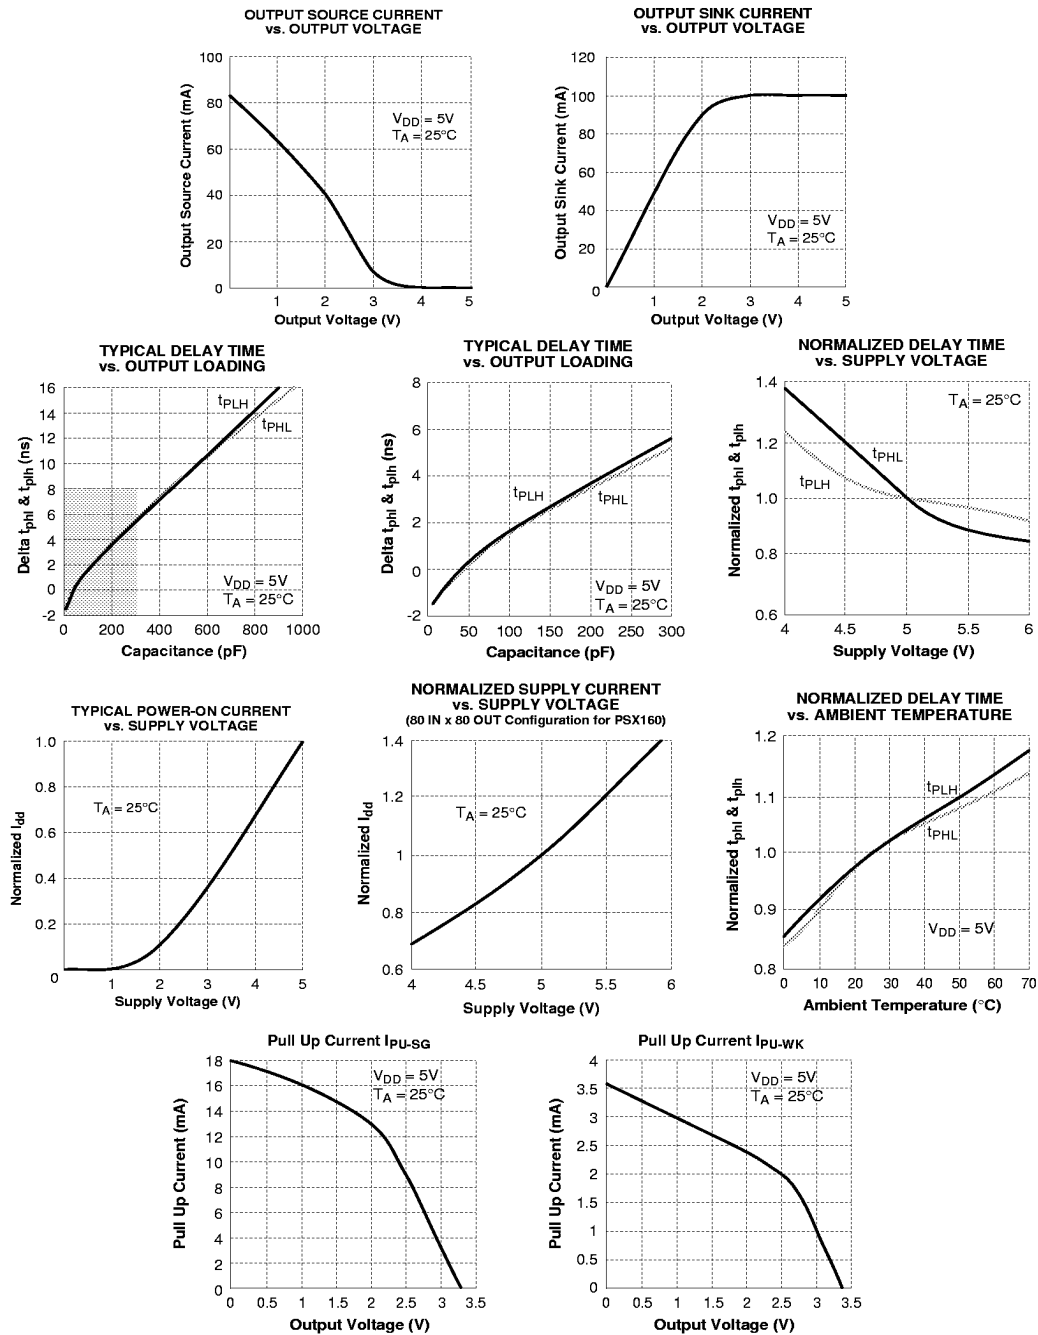 OUTPUT SOURCE CURRENT
vs. OUTPUT VOLTAGE
100
80
60
40
20
0
1 2 3 4 5
Output Source Current (mA)
Output Voltage (V)
VDD = 5V
TA = 25°C
OUTPUT SINK CURRENT
vs. OUTPUT VOLTAGE
120
100
80
60
40
20
0
1 2 3 4 5
Output Sink Current (mA)
Output Voltage (V)
VDD = 5V
TA = 25°C
TYPICAL DELAY TIME
vs. OUTPUT LOADING
16
14
12
10
8
6
4
2
0
-2
0 200 400 600 800 1000
Delta tphl & tplh (ns)
Capacitance (pF)
tPLH
tPHL
VDD = 5V
TA = 25°C
TYPICAL DELAY TIME
vs. OUTPUT LOADING
8
6
4
2
0
-2
0 50 100 150 200 250 300
Delta tphl & tplh (ns)
Capacitance (pF)
tPLH
tPHL
VDD = 5V
TA = 25°C
NORMALIZED DELAY TIME
vs. SUPPLY VOLTAGE
1.4
1.2
1.0
0.8
0.6
4 4.5 5 5.5 6
Normalized tphl & tplh
Supply Voltage (V)
TA = 25°C
tPHL
tPLH
TYPICAL POWER-ON CURRENT
vs. SUPPLY VOLTAGE
1.0
0.8
0.6
0.4
0.2
0
1 2 3 4 5
Normalized Idd
Supply Voltage (V)
TA = 25°C
NORMALIZED SUPPLY CURRENT
vs. SUPPLY VOLTAGE
(80 IN x 80 OUT Configuration for PSX160)
1.4
1.2
1
0.8
0.6
4 4.5 5 5.5 6
Normalized Idd
Supply Voltage (V)
TA = 25°C
NORMALIZED DELAY TIME
vs. AMBIENT TEMPERATURE
1.2
1.1
1.0
0.9
0.8
0 10 20 30 40 50 60 70
Normalized tphl & tplh
Ambient Temperature (°C)
tPLH
tPHL
VDD = 5V
Pull Up Current IPU-SG
18
16
14
12
10
8
6
4
2
0
0 0.5 1 1.5 2 2.5 3 3.5
Pull Up Current (mA)
Output Voltage (V)
VDD = 5V
TA = 25°C
Pull Up Current IPU-WK
4
3.5
3
2.5
2
1.5
1
0.5
0
0 0.5 1 1.5 2 2.5 3 3.5
Pull Up Current (mA)
Output Voltage (V)
VDD = 5V
TA = 25°C